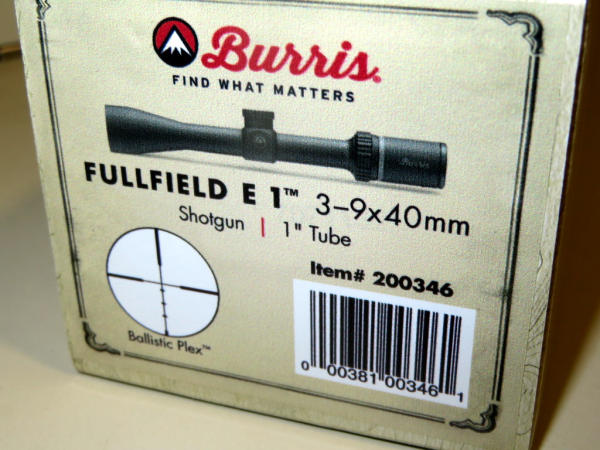 Burris
FIND WHAT MATTERS
Burris
FULLFIELD E 1™ 3–9x40mm
Shotgun | 1" Tube
Item# 200346
Ballistic Plex™
0 00381 00346 1